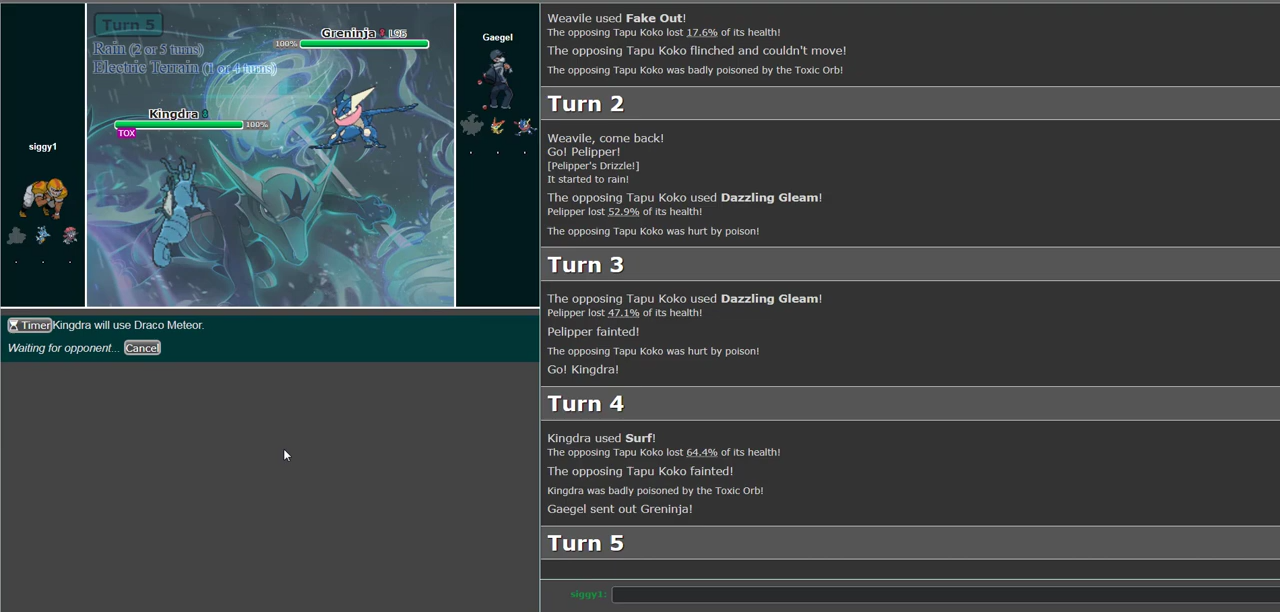 Turn 5
Rain (2 or 5 turns)
Electric Terrain (1 or 4 turns)
Greninja
100%
Kingdra
100%
TOX
siggy1
Gaegel
Timer Kingdra will use Draco Meteor.
Waiting for opponent... Cancel
Weavile used Fake Out!
The opposing Tapu Koko lost 17.6% of its health!
The opposing Tapu Koko flinched and couldn't move!
The opposing Tapu Koko was badly poisoned by the Toxic Orb!
Turn 2
Weavile, come back!
Go! Pelipper!
[Pelipper's Drizzle!]
It started to rain!
The opposing Tapu Koko used Dazzling Gleam!
Pelipper lost 52.9% of its health!
The opposing Tapu Koko was hurt by poison!
Turn 3
The opposing Tapu Koko used Dazzling Gleam!
Pelipper lost 47.1% of its health!
Pelipper fainted!
The opposing Tapu Koko was hurt by poison!
Go! Kingdra!
Turn 4
Kingdra used Surf!
The opposing Tapu Koko lost 64.4% of its health!
The opposing Tapu Koko fainted!
Kingdra was badly poisoned by the Toxic Orb!
Gaegel sent out Greninja!
Turn 5
siggy1: